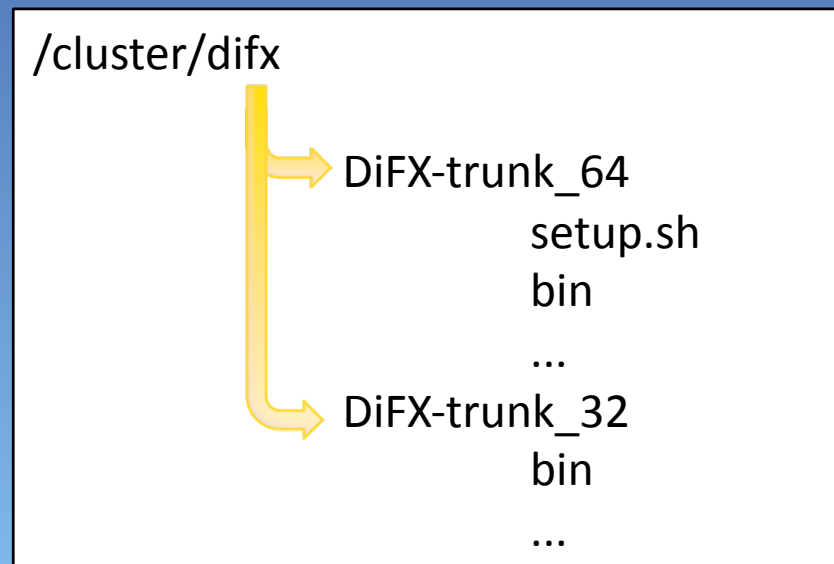 /cluster/difx
DiFX-trunk_64
setup.sh
bin
...
DiFX-trunk_32
bin
...